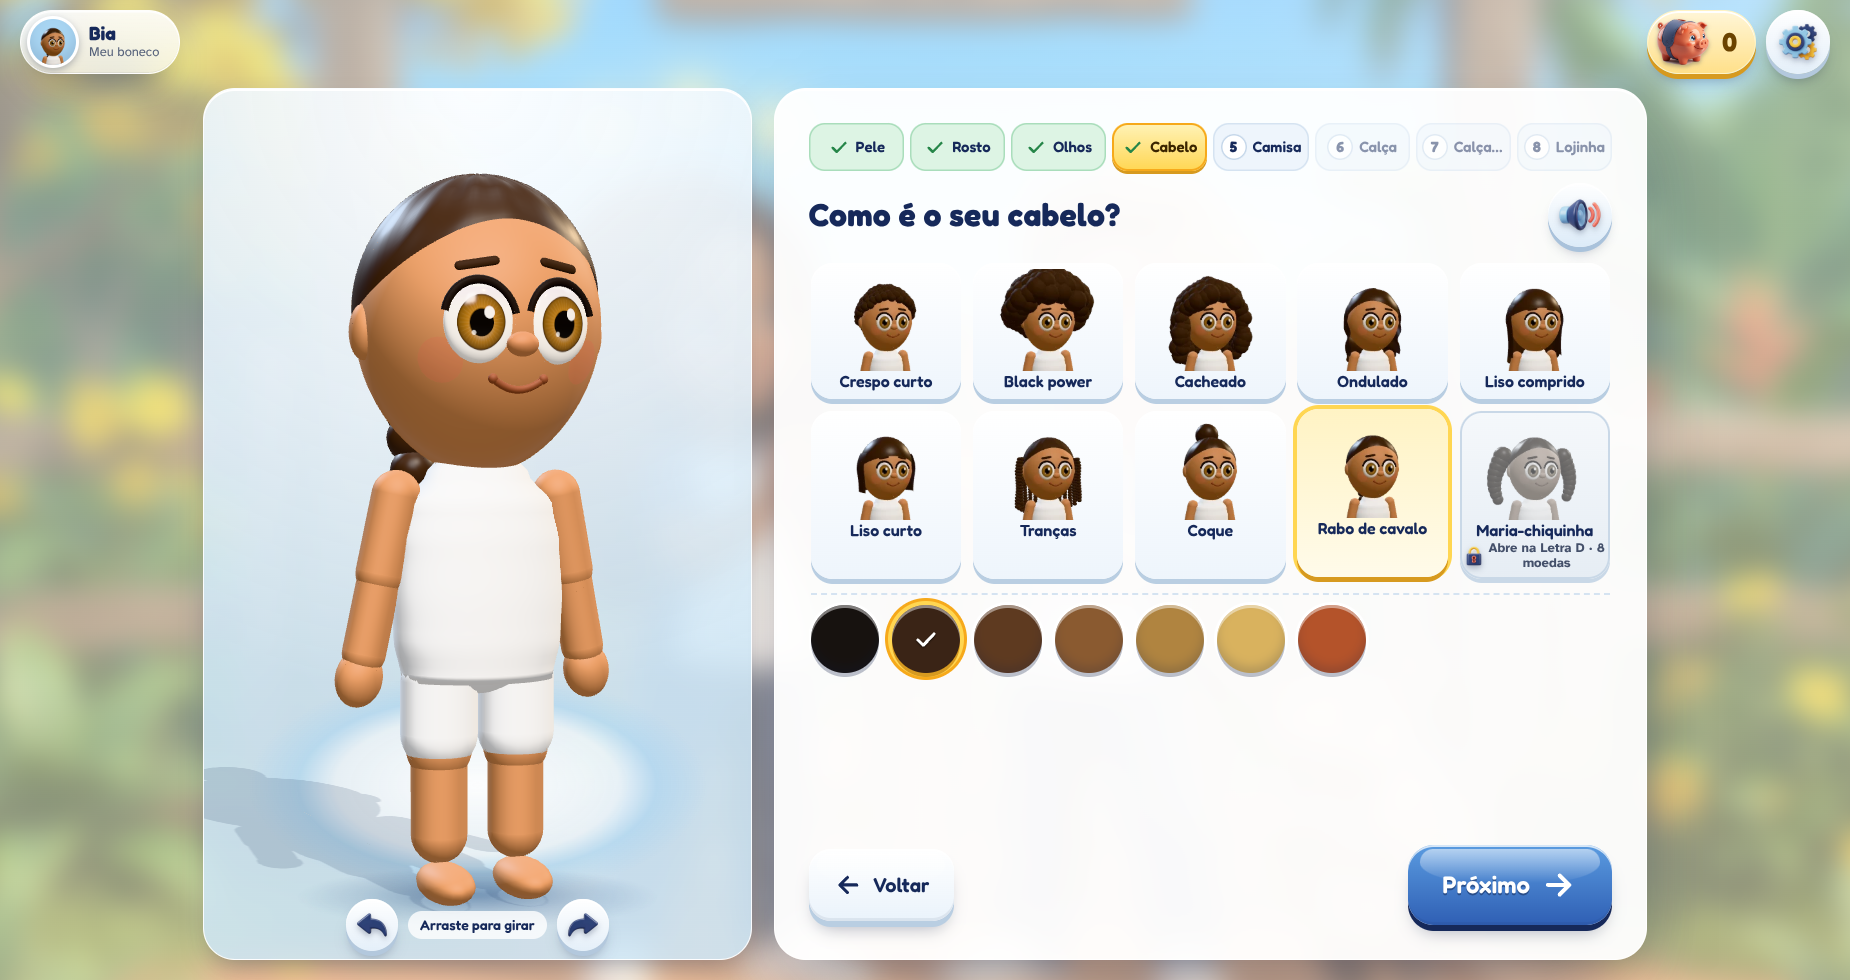 Bia
Meu boneco
0
Pele
Rosto
Olhos
Cabelo
5 Camisa
6 Calça
7 Calça...
8 Lojinha
Como é o seu cabelo?
Crespo curto
Black power
Cacheado
Ondulado
Liso comprido
Liso curto
Tranças
Coque
Rabo de cavalo
Maria-chiquinha
Abre na Letra D · 8
moedas
Voltar
Próximo
Arraste para girar